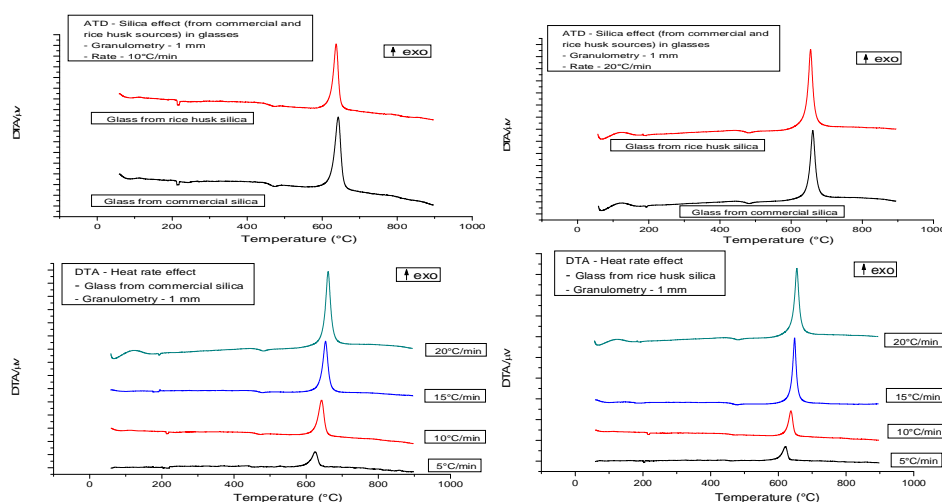 ATD - Silica effect (from commercial and
rice husk sources) in glasses
- Granulometry - 1 mm
- Rate - 10°C/min
exo
Glass from rice husk silica
Glass from commercial silica
DTA/μv
0 200 400 600 800 1000
Temperature (°C)
ATD - Silica effect (from commercial and
rice husk sources) in glasses
- Granulometry - 1 mm
- Rate - 20°C/min
exo
Glass from rice husk silica
Glass from commercial silica
DTA/μv
0 200 400 600 800 1000
Temperature (°C)
DTA - Heat rate effect
- Glass from commercial silica
- Granulometry - 1 mm
exo
20°C/min
15°C/min
10°C/min
5°C/min
DTA/μv
0 200 400 600 800 1000
Temperature (°C)
DTA - Heat rate effect
- Glass from rice husk silica
- Granulometry - 1 mm
exo
20°C/min
15°C/min
10°C/min
5°C/min
DTA/μv
0 200 400 600 800 1000
Temperature (°C)